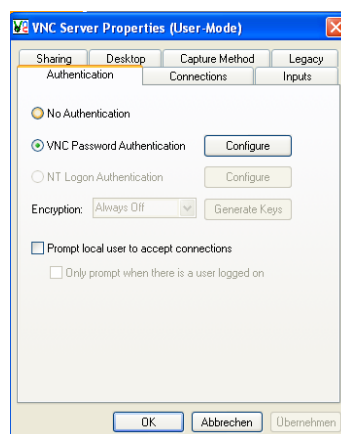 VNC Server Properties (User-Mode)
Sharing Desktop Capture Method Legacy
Authentication Connections Inputs
No Authentication
VNC Password Authentication Configure
NT Logon Authentication Configure
Encryption: Always Off Generate Keys
Prompt local user to accept connections
Only prompt when there is a user logged on
OK Abbrechen Übernehmen